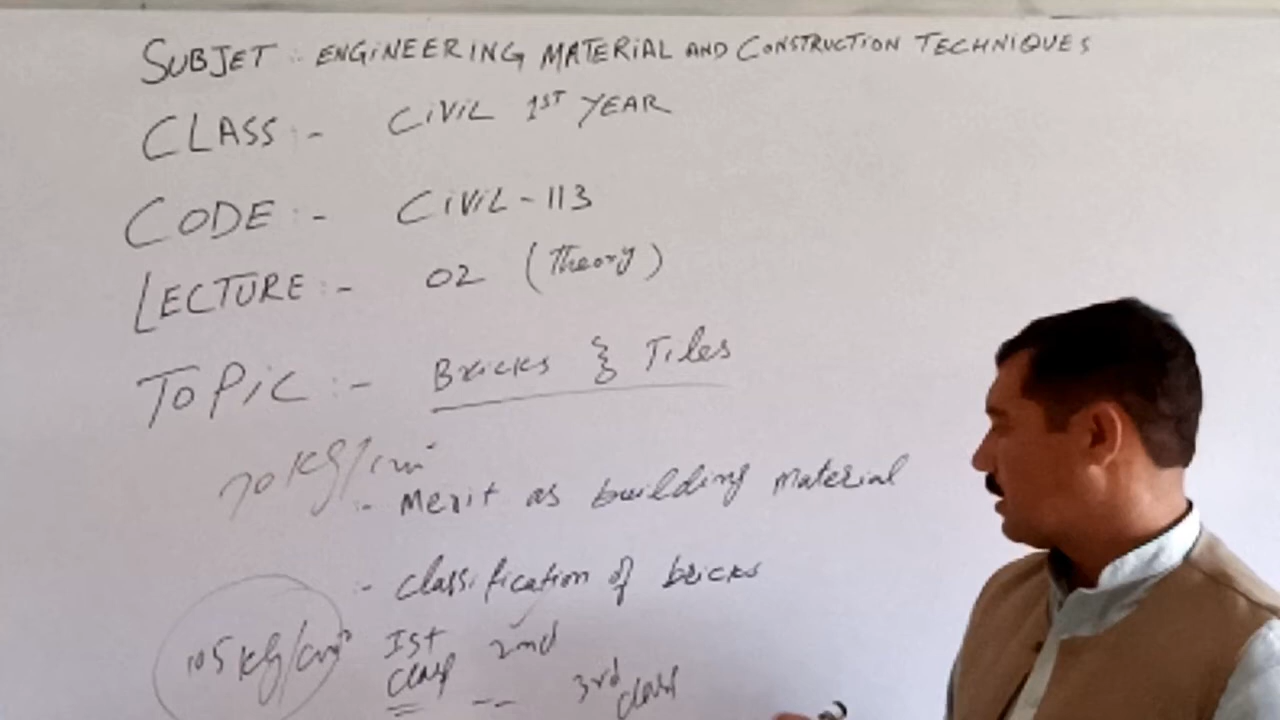 SUBJET :- ENGINEERING MATERIAL AND CONSTRUCTION TECHNIQUES
CLASS :- CIVIL 1ST YEAR
CODE :- CIVIL-113
LECTURE :- 02 (Theory)
TOPIC :- Bricks & Tiles
70 KG/cm²
:- Merit as building Material
:- Classification of bricks
105 KG/cm² Ist 2nd
Class -- 3rd class